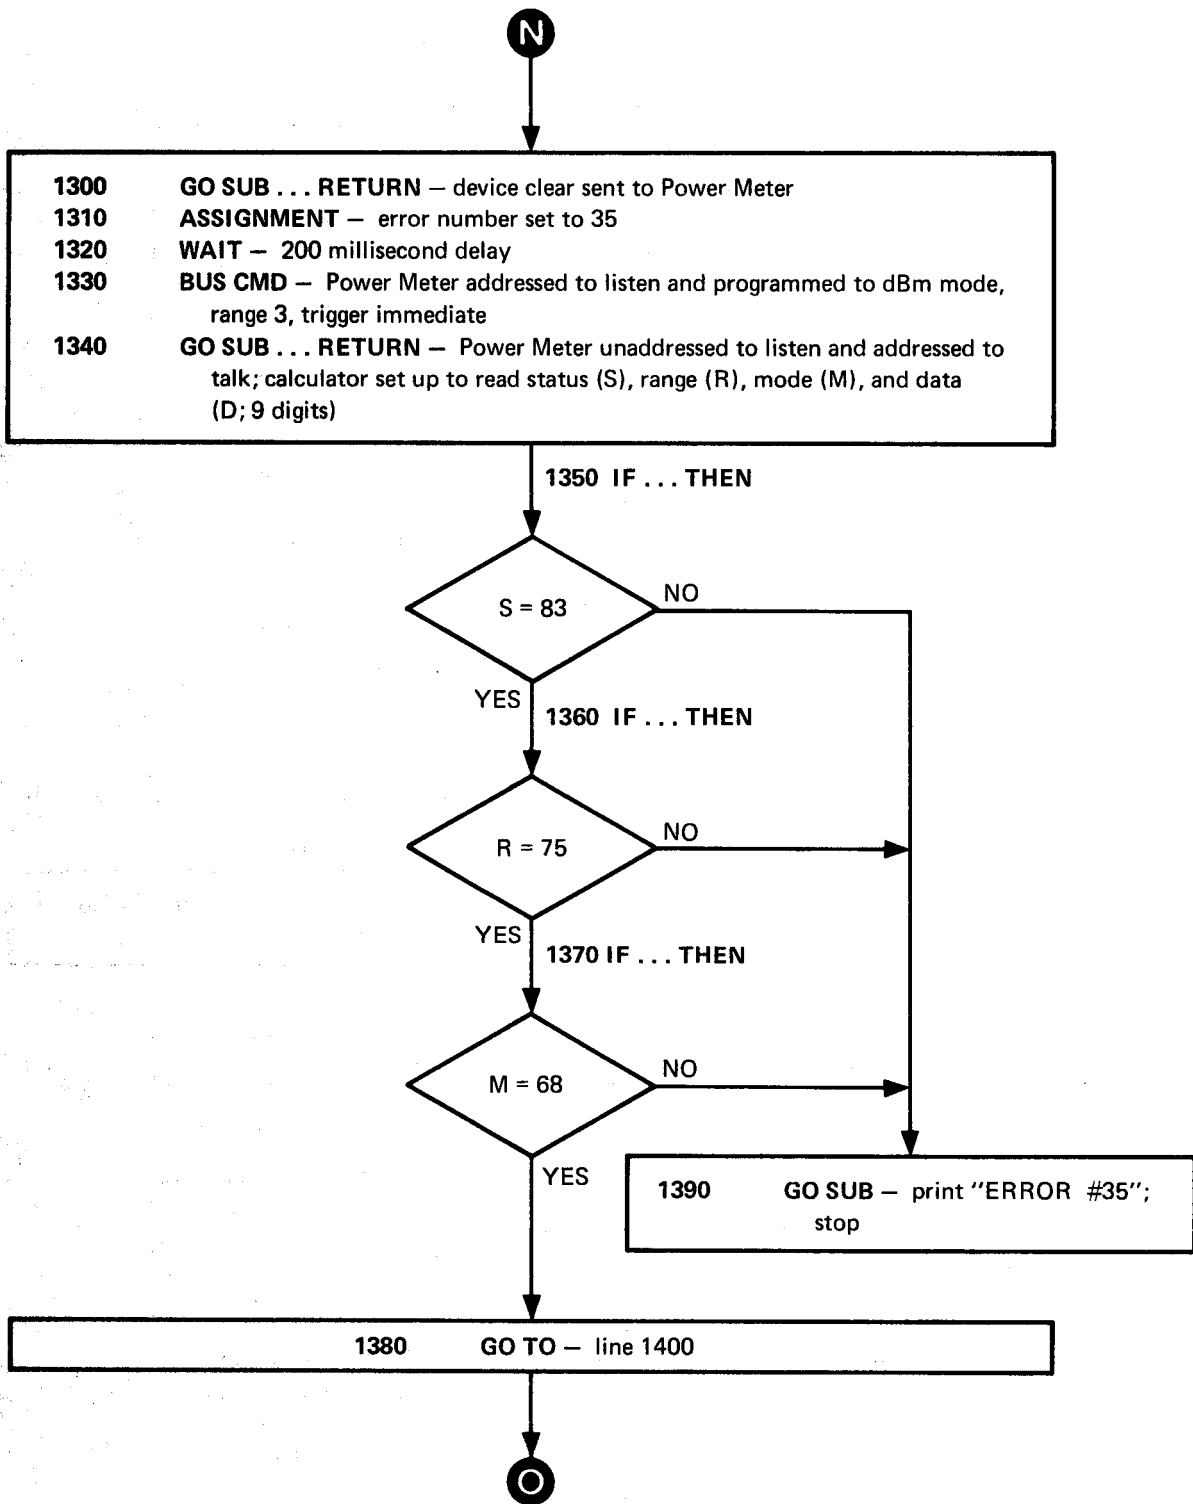 N
1300 GO SUB . . . RETURN — device clear sent to Power Meter
1310 ASSIGNMENT — error number set to 35
1320 WAIT — 200 millisecond delay
1330 BUS CMD — Power Meter addressed to listen and programmed to dBm mode,
range 3, trigger immediate
1340 GO SUB . . . RETURN — Power Meter unaddressed to listen and addressed to
talk; calculator set up to read status (S), range (R), mode (M), and data
(D; 9 digits)
1350 IF . . . THEN
S = 83
NO
YES
1360 IF . . . THEN
R = 75
NO
YES
1370 IF . . . THEN
M = 68
NO
YES
1390 GO SUB — print "ERROR #35";
stop
1380 GO TO — line 1400
O